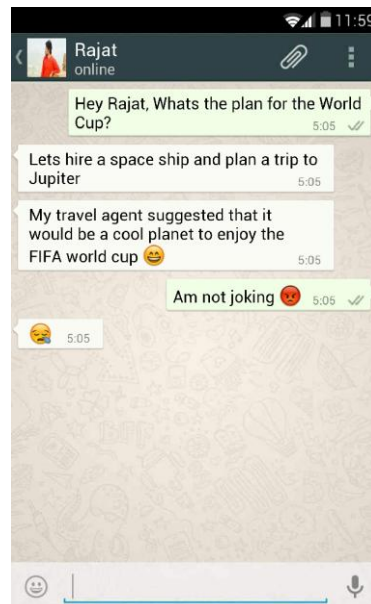 11:59
Rajat
online
Hey Rajat, Whats the plan for the World
Cup?
5:05
Lets hire a space ship and plan a trip to
Jupiter
5:05
My travel agent suggested that it
would be a cool planet to enjoy the
FIFA world cup 😄
5:05
Am not joking 😡 5:05
😪 5:05